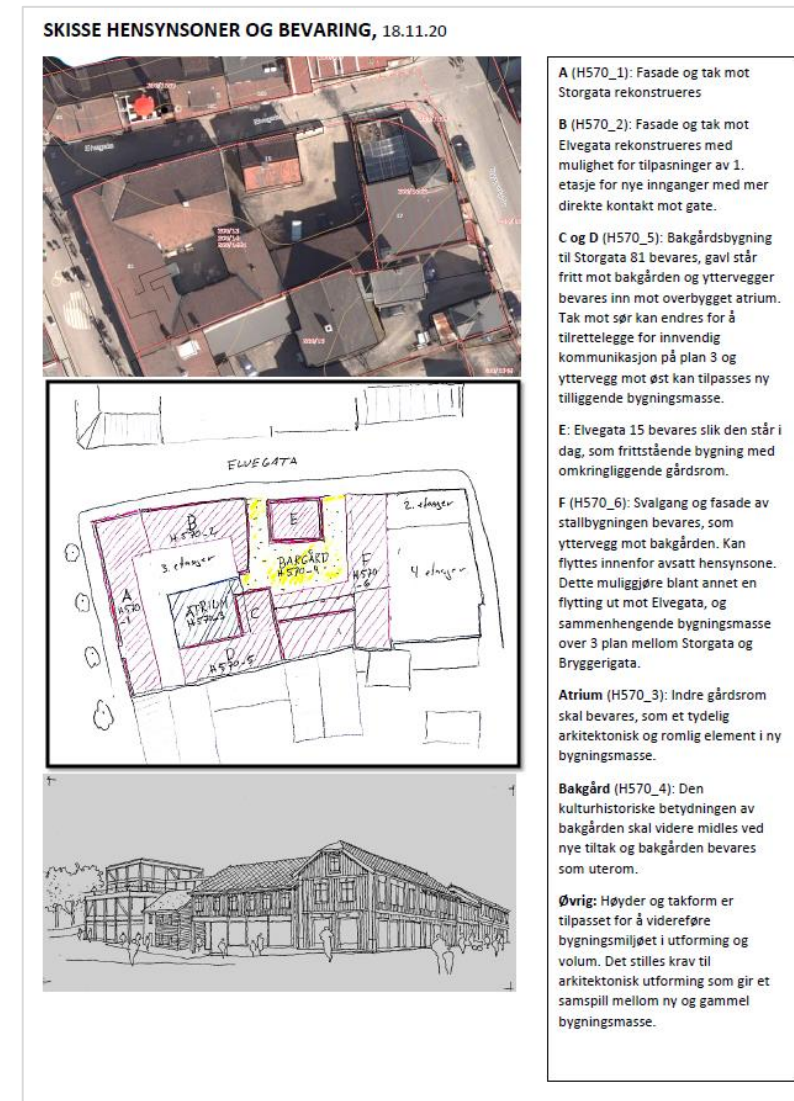 SKISSE HENSYNSONER OG BEVARING, 18.11.20
Elvegata
Elvegata
ELVEGATA
B
H570-2
E
2. etasjer
3. etasjer
BAKGÅRD
H570-4
F
H570
-6
4 etasjer
A
H570
-1
ATRIUM
H570-3
C
D
H570-5
A (H570_1): Fasade og tak mot
Storgata rekonstrueres
B (H570_2): Fasade og tak mot
Elvegata rekonstrueres med
mulighet for tilpasninger av 1.
etasje for nye innganger med mer
direkte kontakt mot gate.
C og D (H570_5): Bakgårdsbygning
til Storgata 81 bevares, gavl står
fritt mot bakgården og yttervegger
bevares inn mot overbygget atrium.
Tak mot sør kan endres for å
tilrettelegge for innvendig
kommunikasjon på plan 3 og
yttervegg mot øst kan tilpasses ny
tilliggende bygningsmasse.
E: Elvegata 15 bevares slik den står i
dag, som frittstående bygning med
omkringliggende gårdsrom.
F (H570_6): Svalgang og fasade av
stallbygningen bevares, som
yttervegg mot bakgården. Kan
flyttes innenfor avsatt hensynsone.
Dette muliggjøre blant annet en
flytting ut mot Elvegata, og
sammenhengende bygningsmasse
over 3 plan mellom Storgata og
Bryggerigata.
Atrium (H570_3): Indre gårdsrom
skal bevares, som et tydelig
arkitektonisk og romlig element i ny
bygningsmasse.
Bakgård (H570_4): Den
kulturhistoriske betydningen av
bakgården skal videre midles ved
nye tiltak og bakgården bevares
som uterom.
Øvrig: Høyder og takform er
tilpasset for å videreføre
bygningsmiljøet i utforming og
volum. Det stilles krav til
arkitektonisk utforming som gir et
samspill mellom ny og gammel
bygningsmasse.